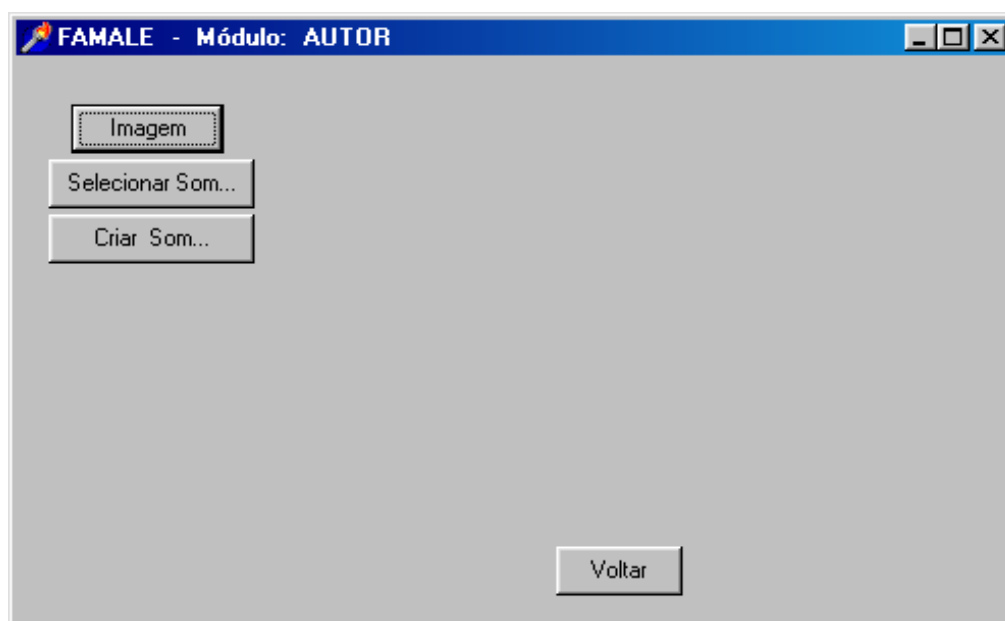 FAMALE - Módulo: AUTOR
Imagem
Selecionar Som...
Criar Som...
Voltar